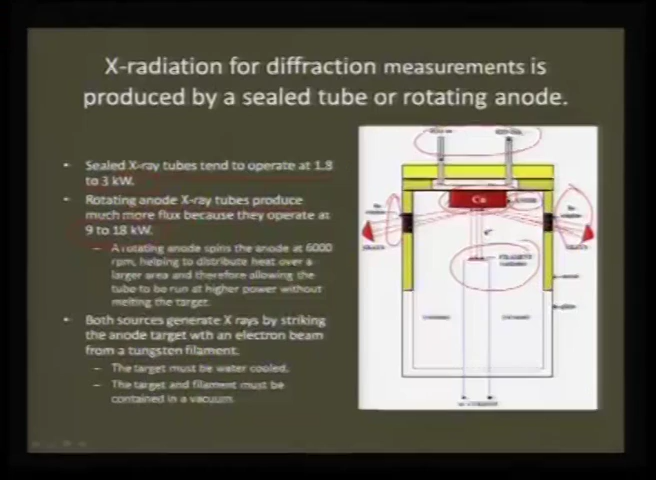 X-radiation for diffraction measurements is
produced by a sealed tube or rotating anode.
• Sealed X-ray tubes tend to operate at 1.8
to 3 kW.
• Rotating anode X-ray tubes produce
much more flux because they operate at
9 to 18 kW.
– A rotating anode spins the anode at 6000
rpm, helping to distribute heat over a
larger area and therefore allowing the
tube to be run at higher power without
melting the target.
• Both sources generate X rays by striking
the anode target wth an electron beam
from a tungsten filament.
– The target must be water cooled.
– The target and filament must be
contained in a vacuum.
Cu
e⁻
FILAMENT